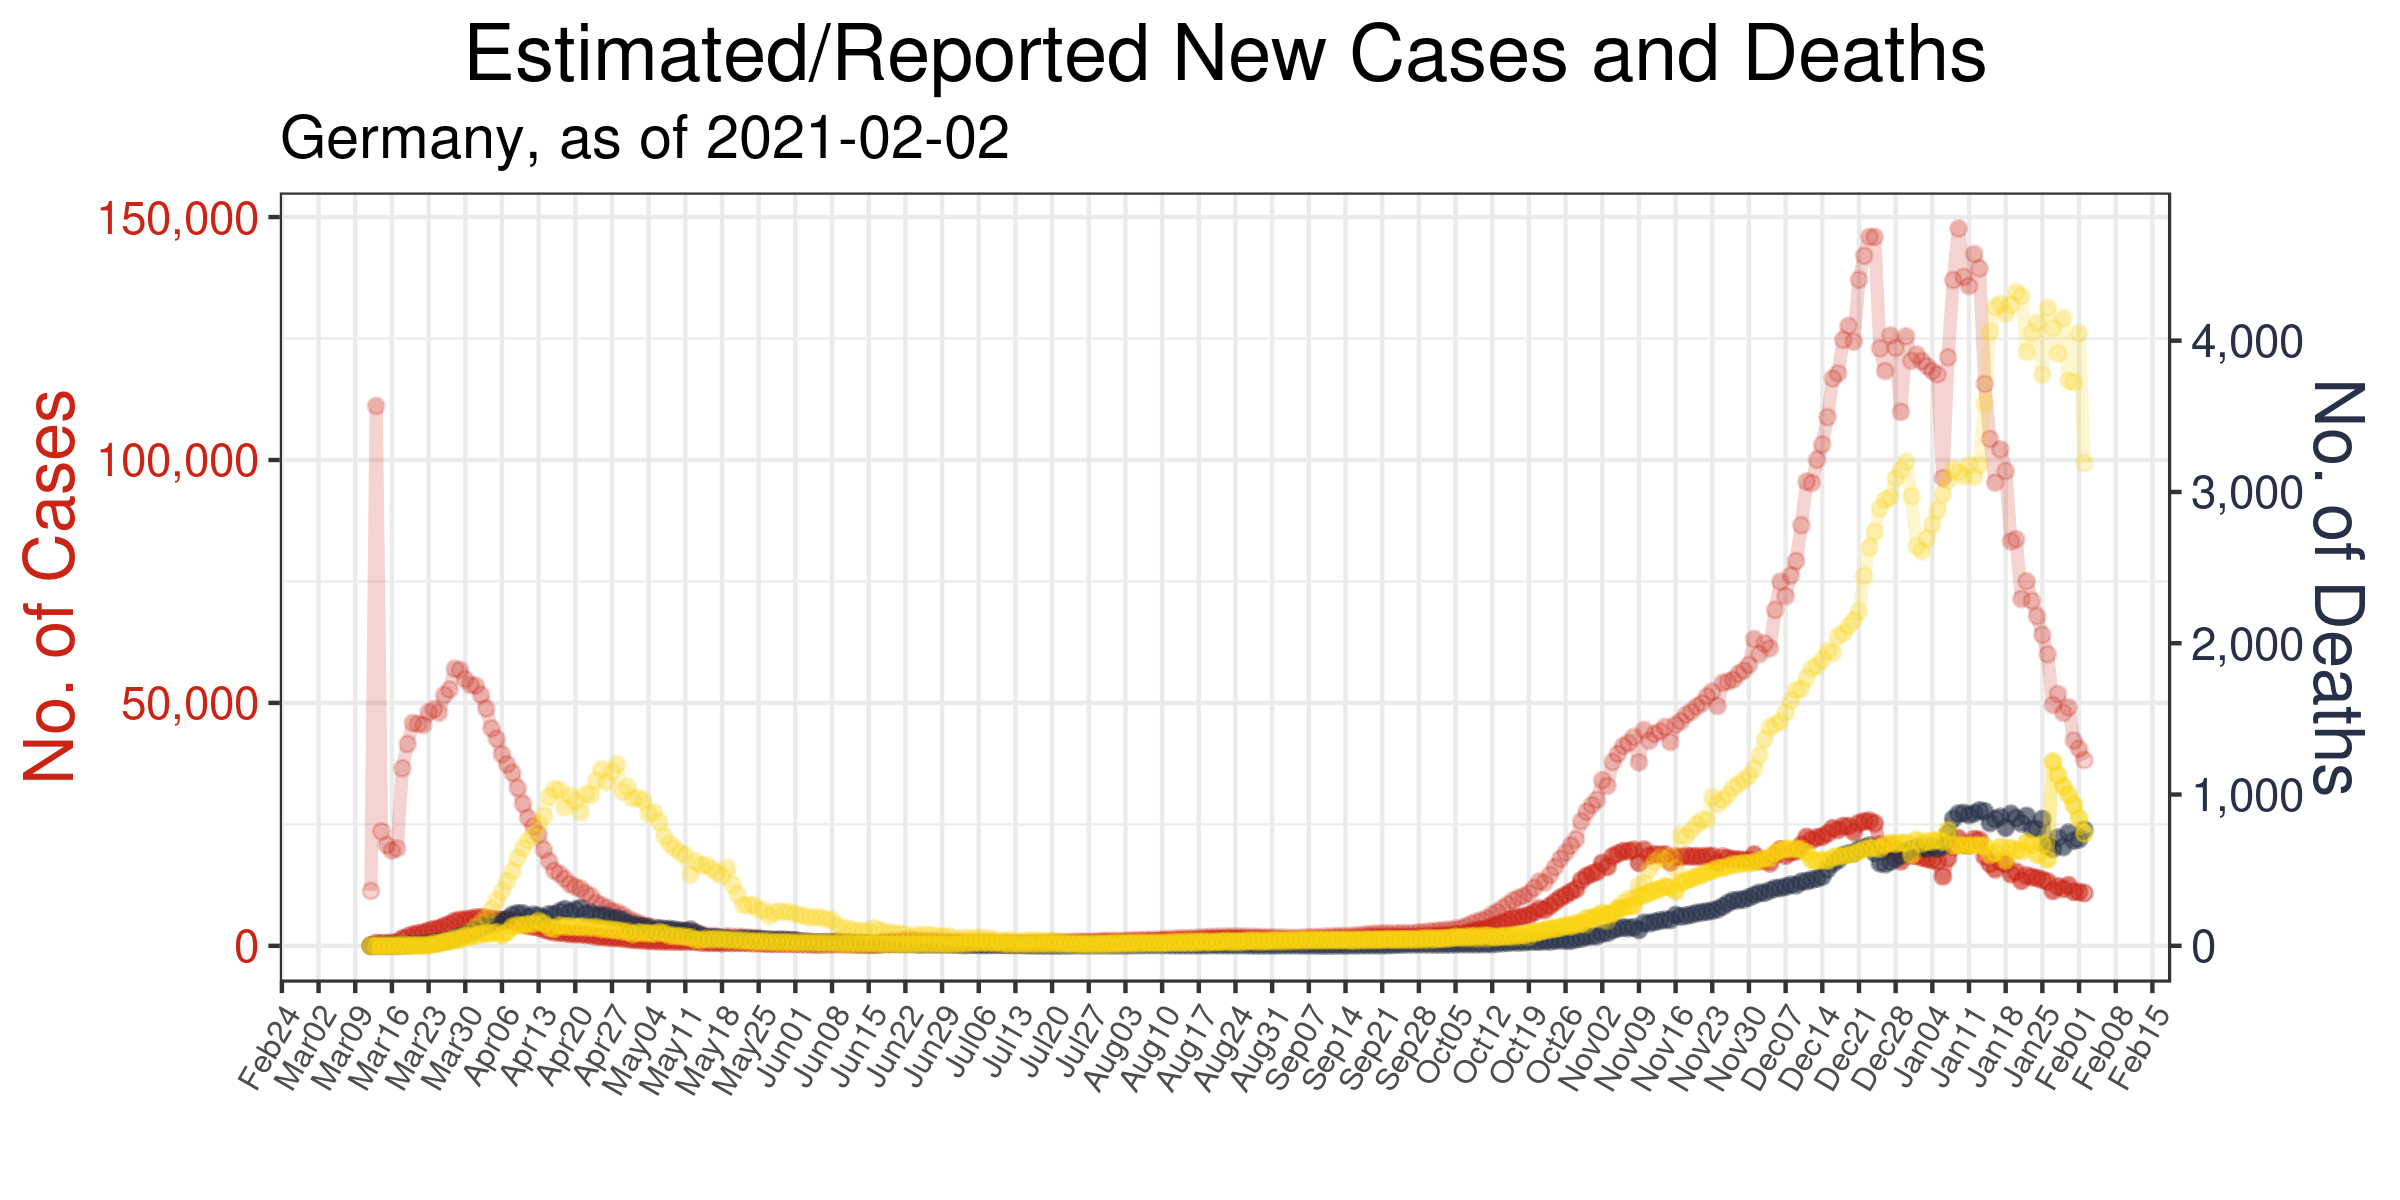 Estimated/Reported New Cases and Deaths
Germany, as of 2021-02-02
No. of Cases
150,000
100,000
50,000
0
4,000
3,000
2,000
1,000
0
No. of Deaths
Feb24 Mar02 Mar09 Mar16 Mar23 Mar30 Apr06 Apr13 Apr20 Apr27 May04 May11 May18 May25 Jun01 Jun08 Jun15 Jun22 Jun29 Jul06 Jul13 Jul20 Jul27 Aug03 Aug10 Aug17 Aug24 Aug31 Sep07 Sep14 Sep21 Sep28 Oct05 Oct12 Oct19 Oct26 Nov02 Nov09 Nov16 Nov23 Nov30 Dec07 Dec14 Dec21 Dec28 Jan04 Jan11 Jan18 Jan25 Feb01 Feb08 Feb15